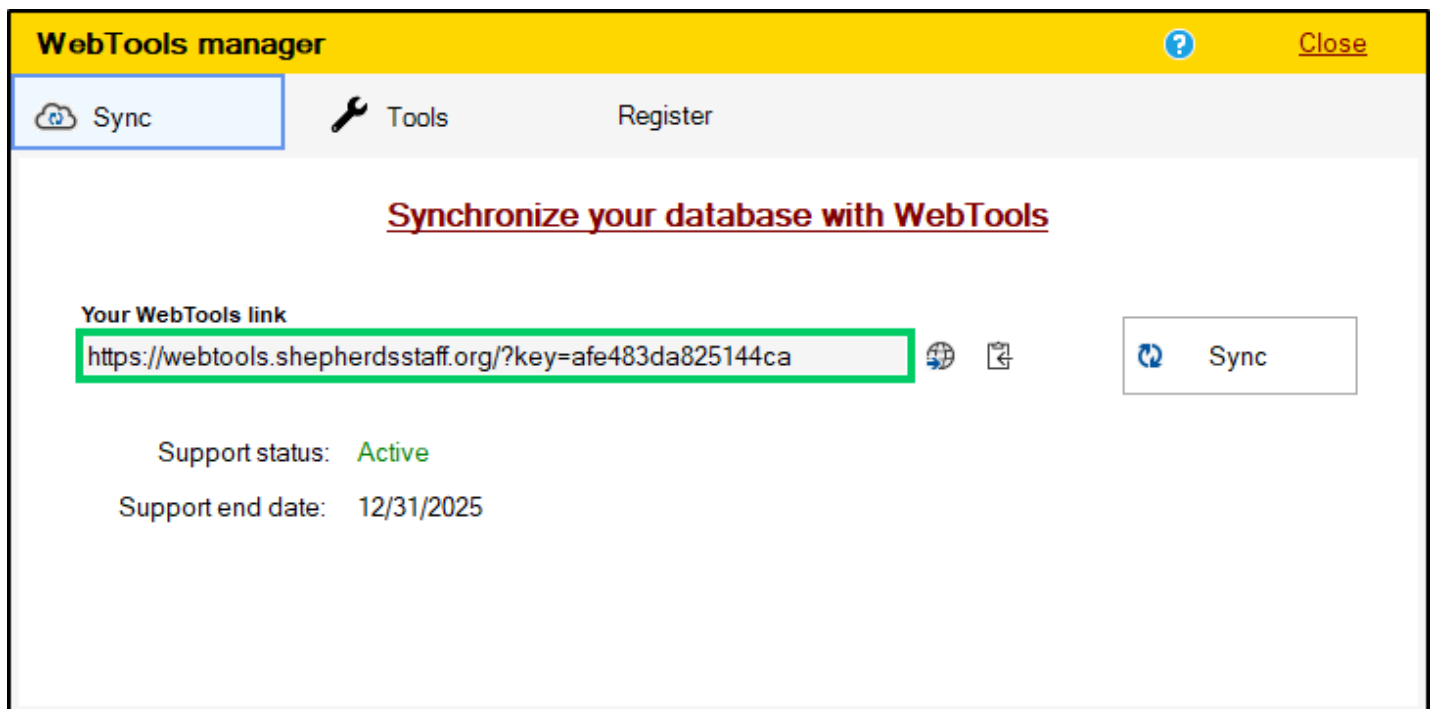 WebTools manager
Close
Sync
Tools
Register
Synchronize your database with WebTools
Your WebTools link
https://webtools.shepherdsstaff.org/?key=afe483da825144ca
Sync
Support status: Active
Support end date: 12/31/2025